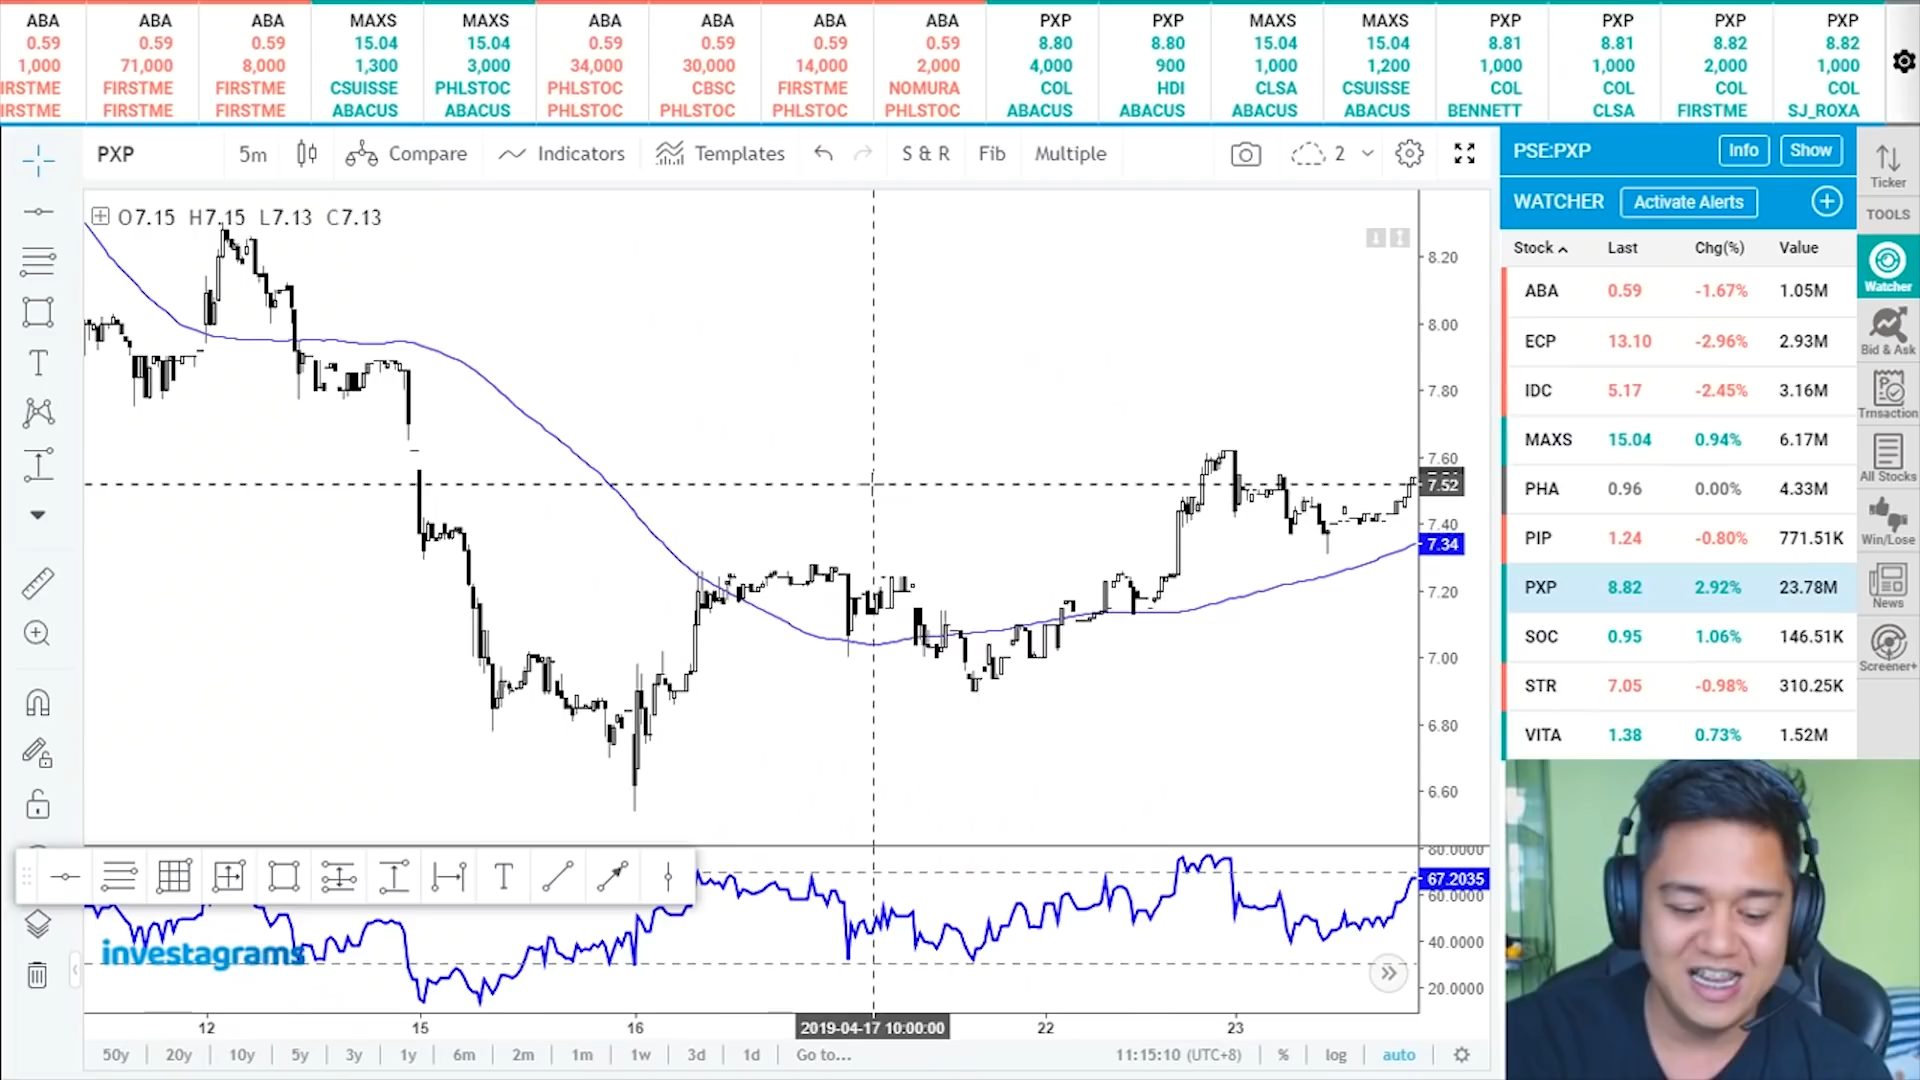 ABA ABA ABA MAXS MAXS ABA ABA ABA ABA PXP PXP MAXS MAXS PXP PXP PXP PXP
0.59 0.59 0.59 15.04 15.04 0.59 0.59 0.59 0.59 8.80 8.80 15.04 15.04 8.81 8.81 8.82 8.82
1,000 71,000 8,000 1,300 3,000 34,000 30,000 14,000 2,000 4,000 900 1,000 1,200 1,000 1,000 2,000 1,000
IRSTME FIRSTME FIRSTME CSUISSE PHLSTOC PHLSTOC CBSC FIRSTME NOMURA COL HDI CLSA CSUISSE COL COL COL COL
IRSTME FIRSTME FIRSTME ABACUS ABACUS PHLSTOC PHLSTOC PHLSTOC PHLSTOC ABACUS ABACUS ABACUS ABACUS BENNETT CLSA FIRSTME SJ_ROXA
PXP 5m Compare Indicators Templates S & R Fib Multiple 2
O7.15 H7.15 L7.13 C7.13
8.20
8.00
7.80
7.60
7.52
7.40
7.34
7.20
7.00
6.80
6.60
80.0000
67.2035
60.0000
40.0000
20.0000
investagrams
12 15 16 2019-04-17 10:00:00 22 23
50y 20y 10y 5y 3y 1y 6m 2m 1m 1w 3d 1d Go to... 11:15:10 (UTC+8) % log auto
PSE:PXP Info Show
WATCHER Activate Alerts
Stock Last Chg(%) Value
ABA 0.59 -1.67% 1.05M
ECP 13.10 -2.96% 2.93M
IDC 5.17 -2.45% 3.16M
MAXS 15.04 0.94% 6.17M
PHA 0.96 0.00% 4.33M
PIP 1.24 -0.80% 771.51K
PXP 8.82 2.92% 23.78M
SOC 0.95 1.06% 146.51K
STR 7.05 -0.98% 310.25K
VITA 1.38 0.73% 1.52M
Ticker
TOOLS
Watcher
Bid & Ask
Trnsaction
All Stocks
Win/Lose
News
Screener+